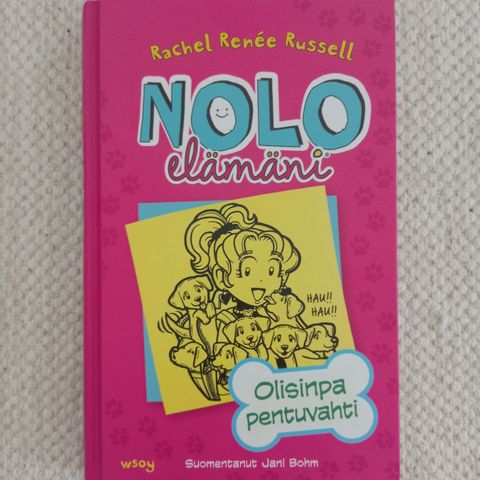 Rachel Renée Russell
NOLO
elämäni
HAU!!
HAU!!
Olisinpa
pentuvahti
wsoy
Suomentanut Jani Bohm